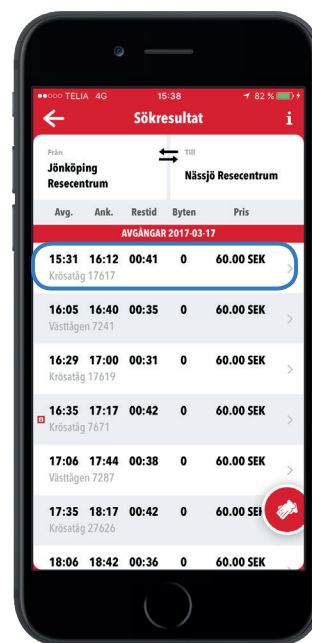 TELIA 4G 15:38 82 %
Sökresultat i
Från Till
Jönköping Resecentrum
Nässjö Resecentrum
Avg. Ank. Restid Byten Pris
AVGÅNGAR 2017-03-17
15:31 16:12 00:41 0 60.00 SEK
Krösatåg 17617
16:05 16:40 00:35 0 60.00 SEK
Västtågen 7241
16:29 17:00 00:31 0 60.00 SEK
Krösatåg 17619
16:35 17:17 00:42 0 60.00 SEK
Krösatåg 7671
17:06 17:44 00:38 0 60.00 SEK
Västtågen 7287
17:35 18:17 00:42 0 60.00 SEK
Krösatåg 27626
18:06 18:42 00:36 0 60.00 SEK